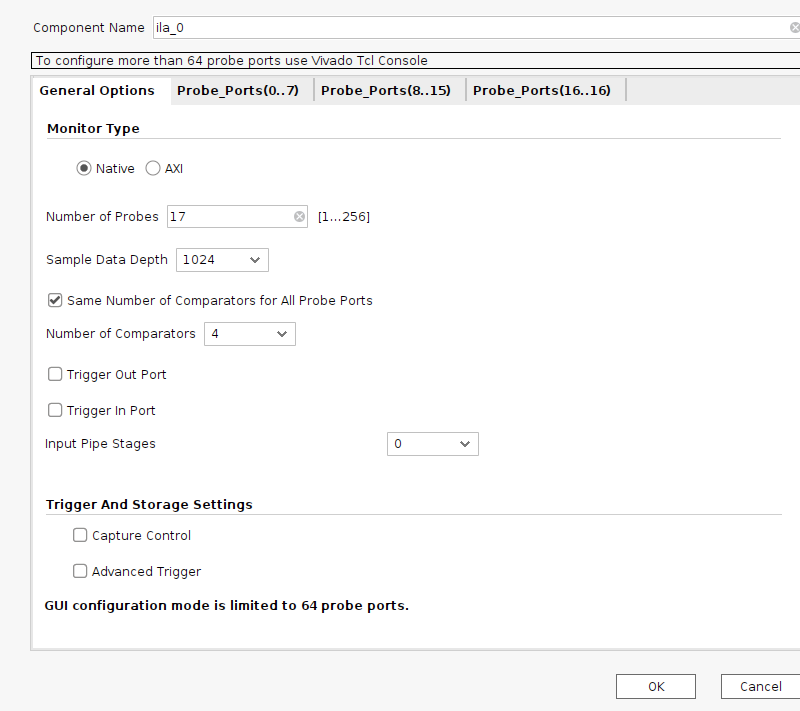 Component Name ila_0
To configure more than 64 probe ports use Vivado Tcl Console
General Options Probe_Ports(0..7) Probe_Ports(8..15) Probe_Ports(16..16)
Monitor Type
Native AXI
Number of Probes 17 [1...256]
Sample Data Depth 1024
Same Number of Comparators for All Probe Ports
Number of Comparators 4
Trigger Out Port
Trigger In Port
Input Pipe Stages 0
Trigger And Storage Settings
Capture Control
Advanced Trigger
GUI configuration mode is limited to 64 probe ports.
OK Cancel